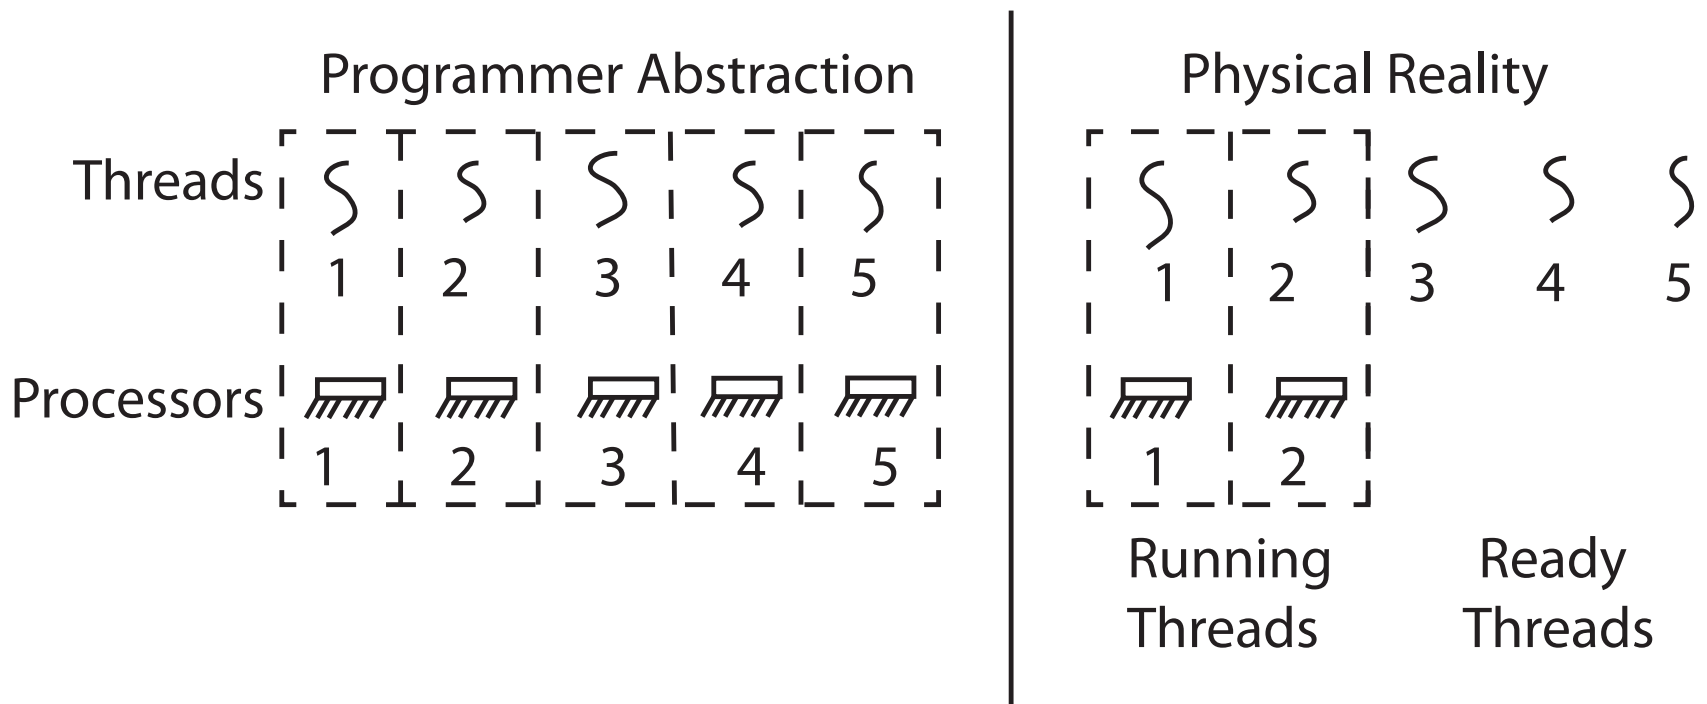 Programmer Abstraction
Physical Reality
Threads
1 2 3 4 5
1 2 3 4 5
Processors
1 2 3 4 5
1 2
Running
Threads
Ready
Threads